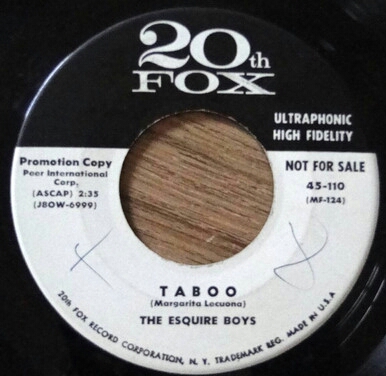 20th
FOX
ULTRAPHONIC
HIGH FIDELITY
Promotion Copy
Peer International
Corp.
(ASCAP) 2:35
(JBOW-6999)
NOT FOR SALE
45-110
(MF-124)
TABOO
(Margarita Lecuona)
THE ESQUIRE BOYS
20th FOX RECORD CORPORATION, N. Y. TRADEMARK REG. MADE IN U.S.A